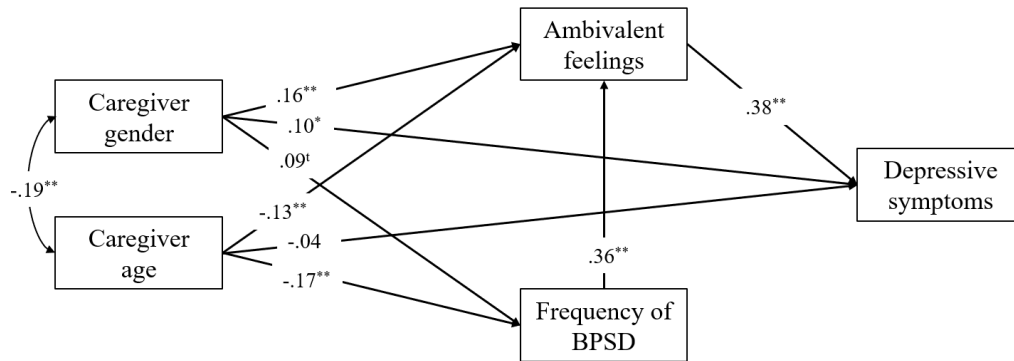 Ambivalent
feelings
Caregiver
gender
.16**
.10*
.38**
.09ᵗ
Depressive
symptoms
-.19**
-.13**
Caregiver
age
-.04
.36**
-.17**
Frequency of
BPSD